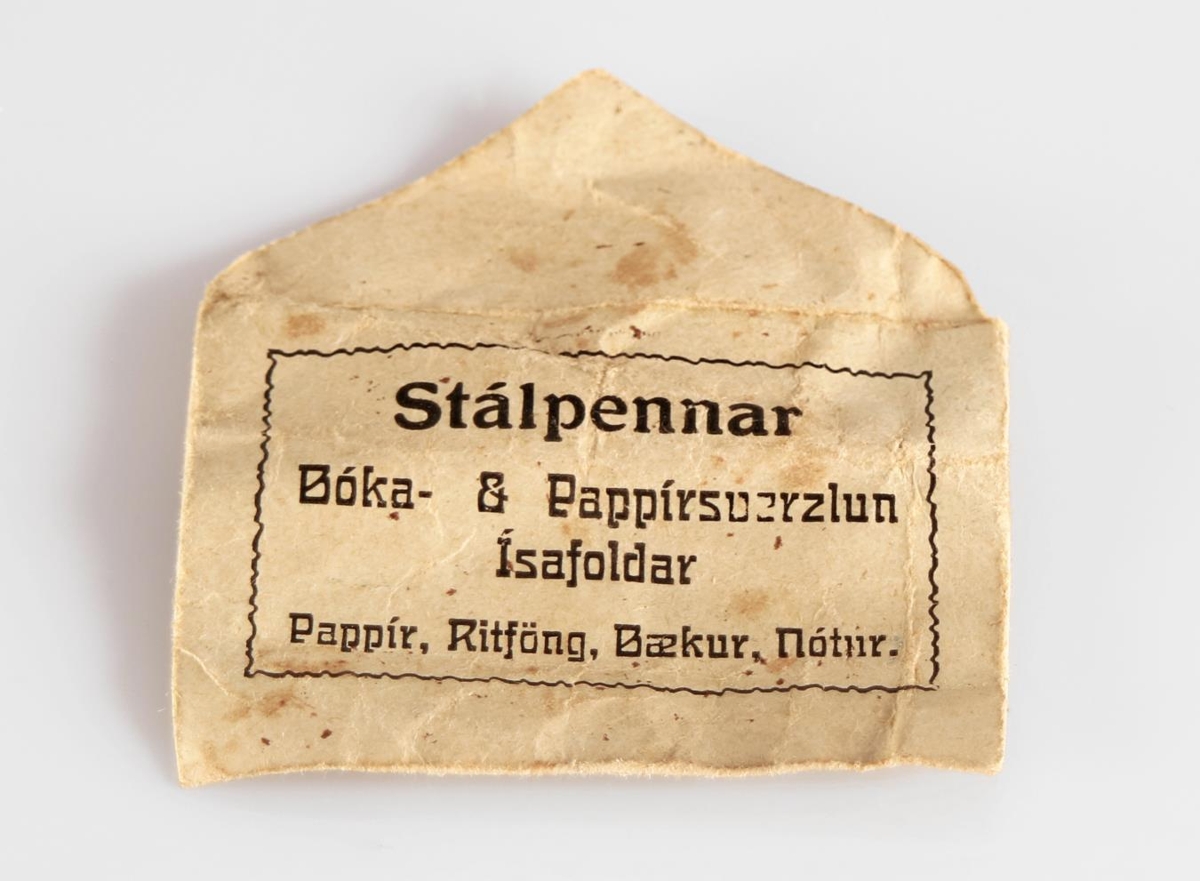 Stálpennar
Bóka- & Pappírsverzlun
Ísafoldar
Pappír, Ritföng, Bækur, Nótur.